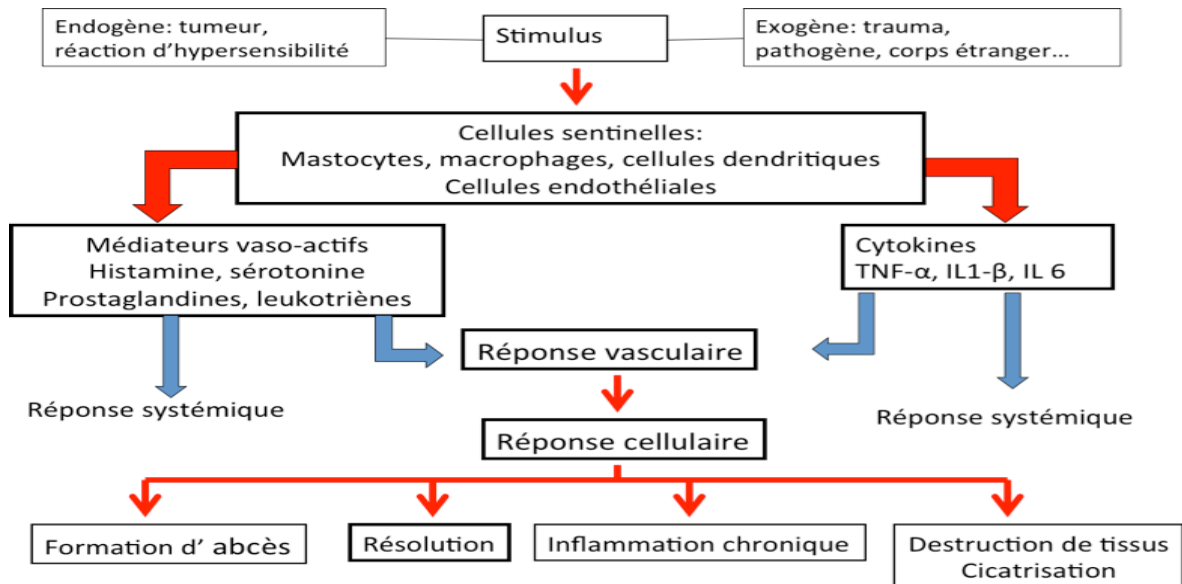 Endogène: tumeur,
réaction d'hypersensibilité
Stimulus
Exogène: trauma,
pathogène, corps étranger...
Cellules sentinelles:
Mastocytes, macrophages, cellules dendritiques
Cellules endothéliales
Médiateurs vaso-actifs
Histamine, sérotonine
Prostaglandines, leukotriènes
Cytokines
TNF-α, IL1-β, IL 6
Réponse vasculaire
Réponse systémique
Réponse systémique
Réponse cellulaire
Formation d' abcès
Résolution
Inflammation chronique
Destruction de tissus
Cicatrisation